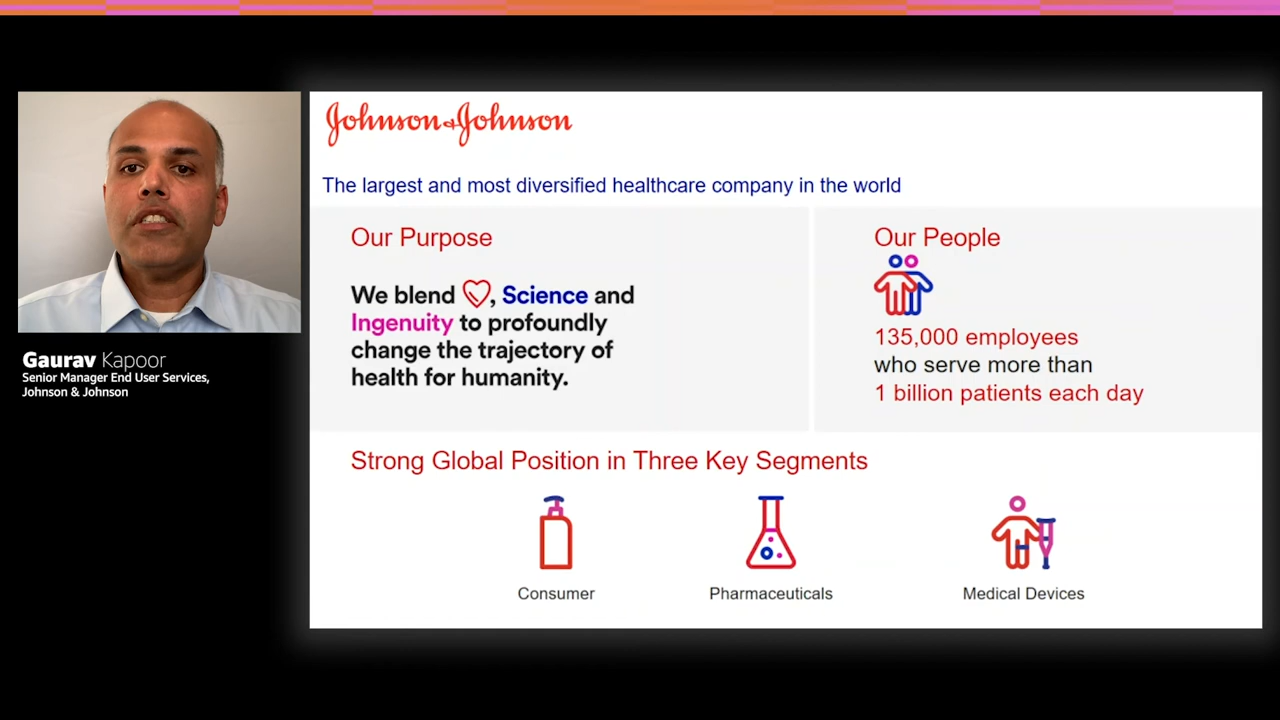 Johnson & Johnson
The largest and most diversified healthcare company in the world
Our Purpose
We blend , Science and
Ingenuity to profoundly
change the trajectory of
health for humanity.
Our People
135,000 employees
who serve more than
1 billion patients each day
Gaurav Kapoor
Senior Manager End User Services,
Johnson & Johnson
Strong Global Position in Three Key Segments
Consumer
Pharmaceuticals
Medical Devices